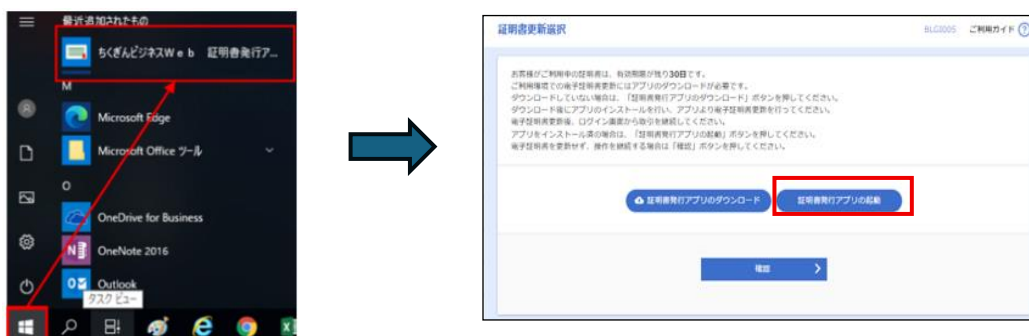 最近追加されたもの
ちくぎんビジネスWeb 証明書発行ア...
M
Microsoft Edge
Microsoft Office ツール
O
OneDrive for Business
OneNote 2016
Outlook
タスク ビュー
証明書更新選択
BLG3005 ご利用ガイド
お客様がご利用中の証明書は、有効期限が残り30日です。
ご利用環境での電子証明書更新にはアプリのダウンロードが必要です。
ダウンロードしていない場合は、「証明書発行アプリのダウンロード」ボタンを押してください。
ダウンロード後にアプリのインストールを行い、アプリより電子証明書更新を行ってください。
電子証明書更新後、ログイン画面から取引を継続してください。
アプリをインストール済の場合は、「証明書発行アプリの起動」ボタンを押してください。
電子証明書を更新せず、操作を継続する場合は「確認」ボタンを押してください。
証明書発行アプリのダウンロード 証明書発行アプリの起動
確認